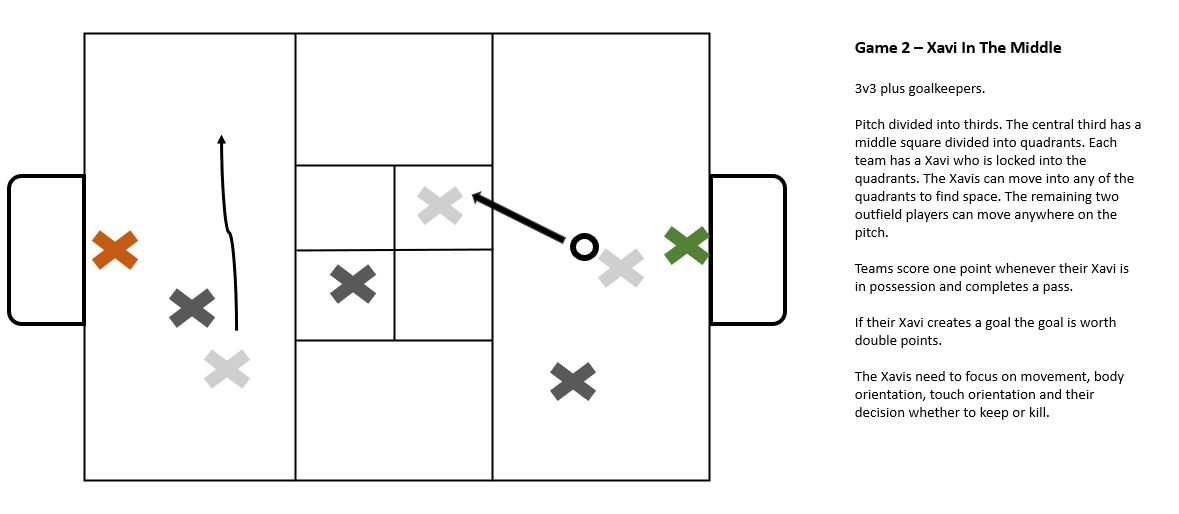 Game 2 – Xavi In The Middle
3v3 plus goalkeepers.
Pitch divided into thirds. The central third has a
middle square divided into quadrants. Each
team has a Xavi who is locked into the
quadrants. The Xavis can move into any of the
quadrants to find space. The remaining two
outfield players can move anywhere on the
pitch.
Teams score one point whenever their Xavi is
in possession and completes a pass.
If their Xavi creates a goal the goal is worth
double points.
The Xavis need to focus on movement, body
orientation, touch orientation and their
decision whether to keep or kill.